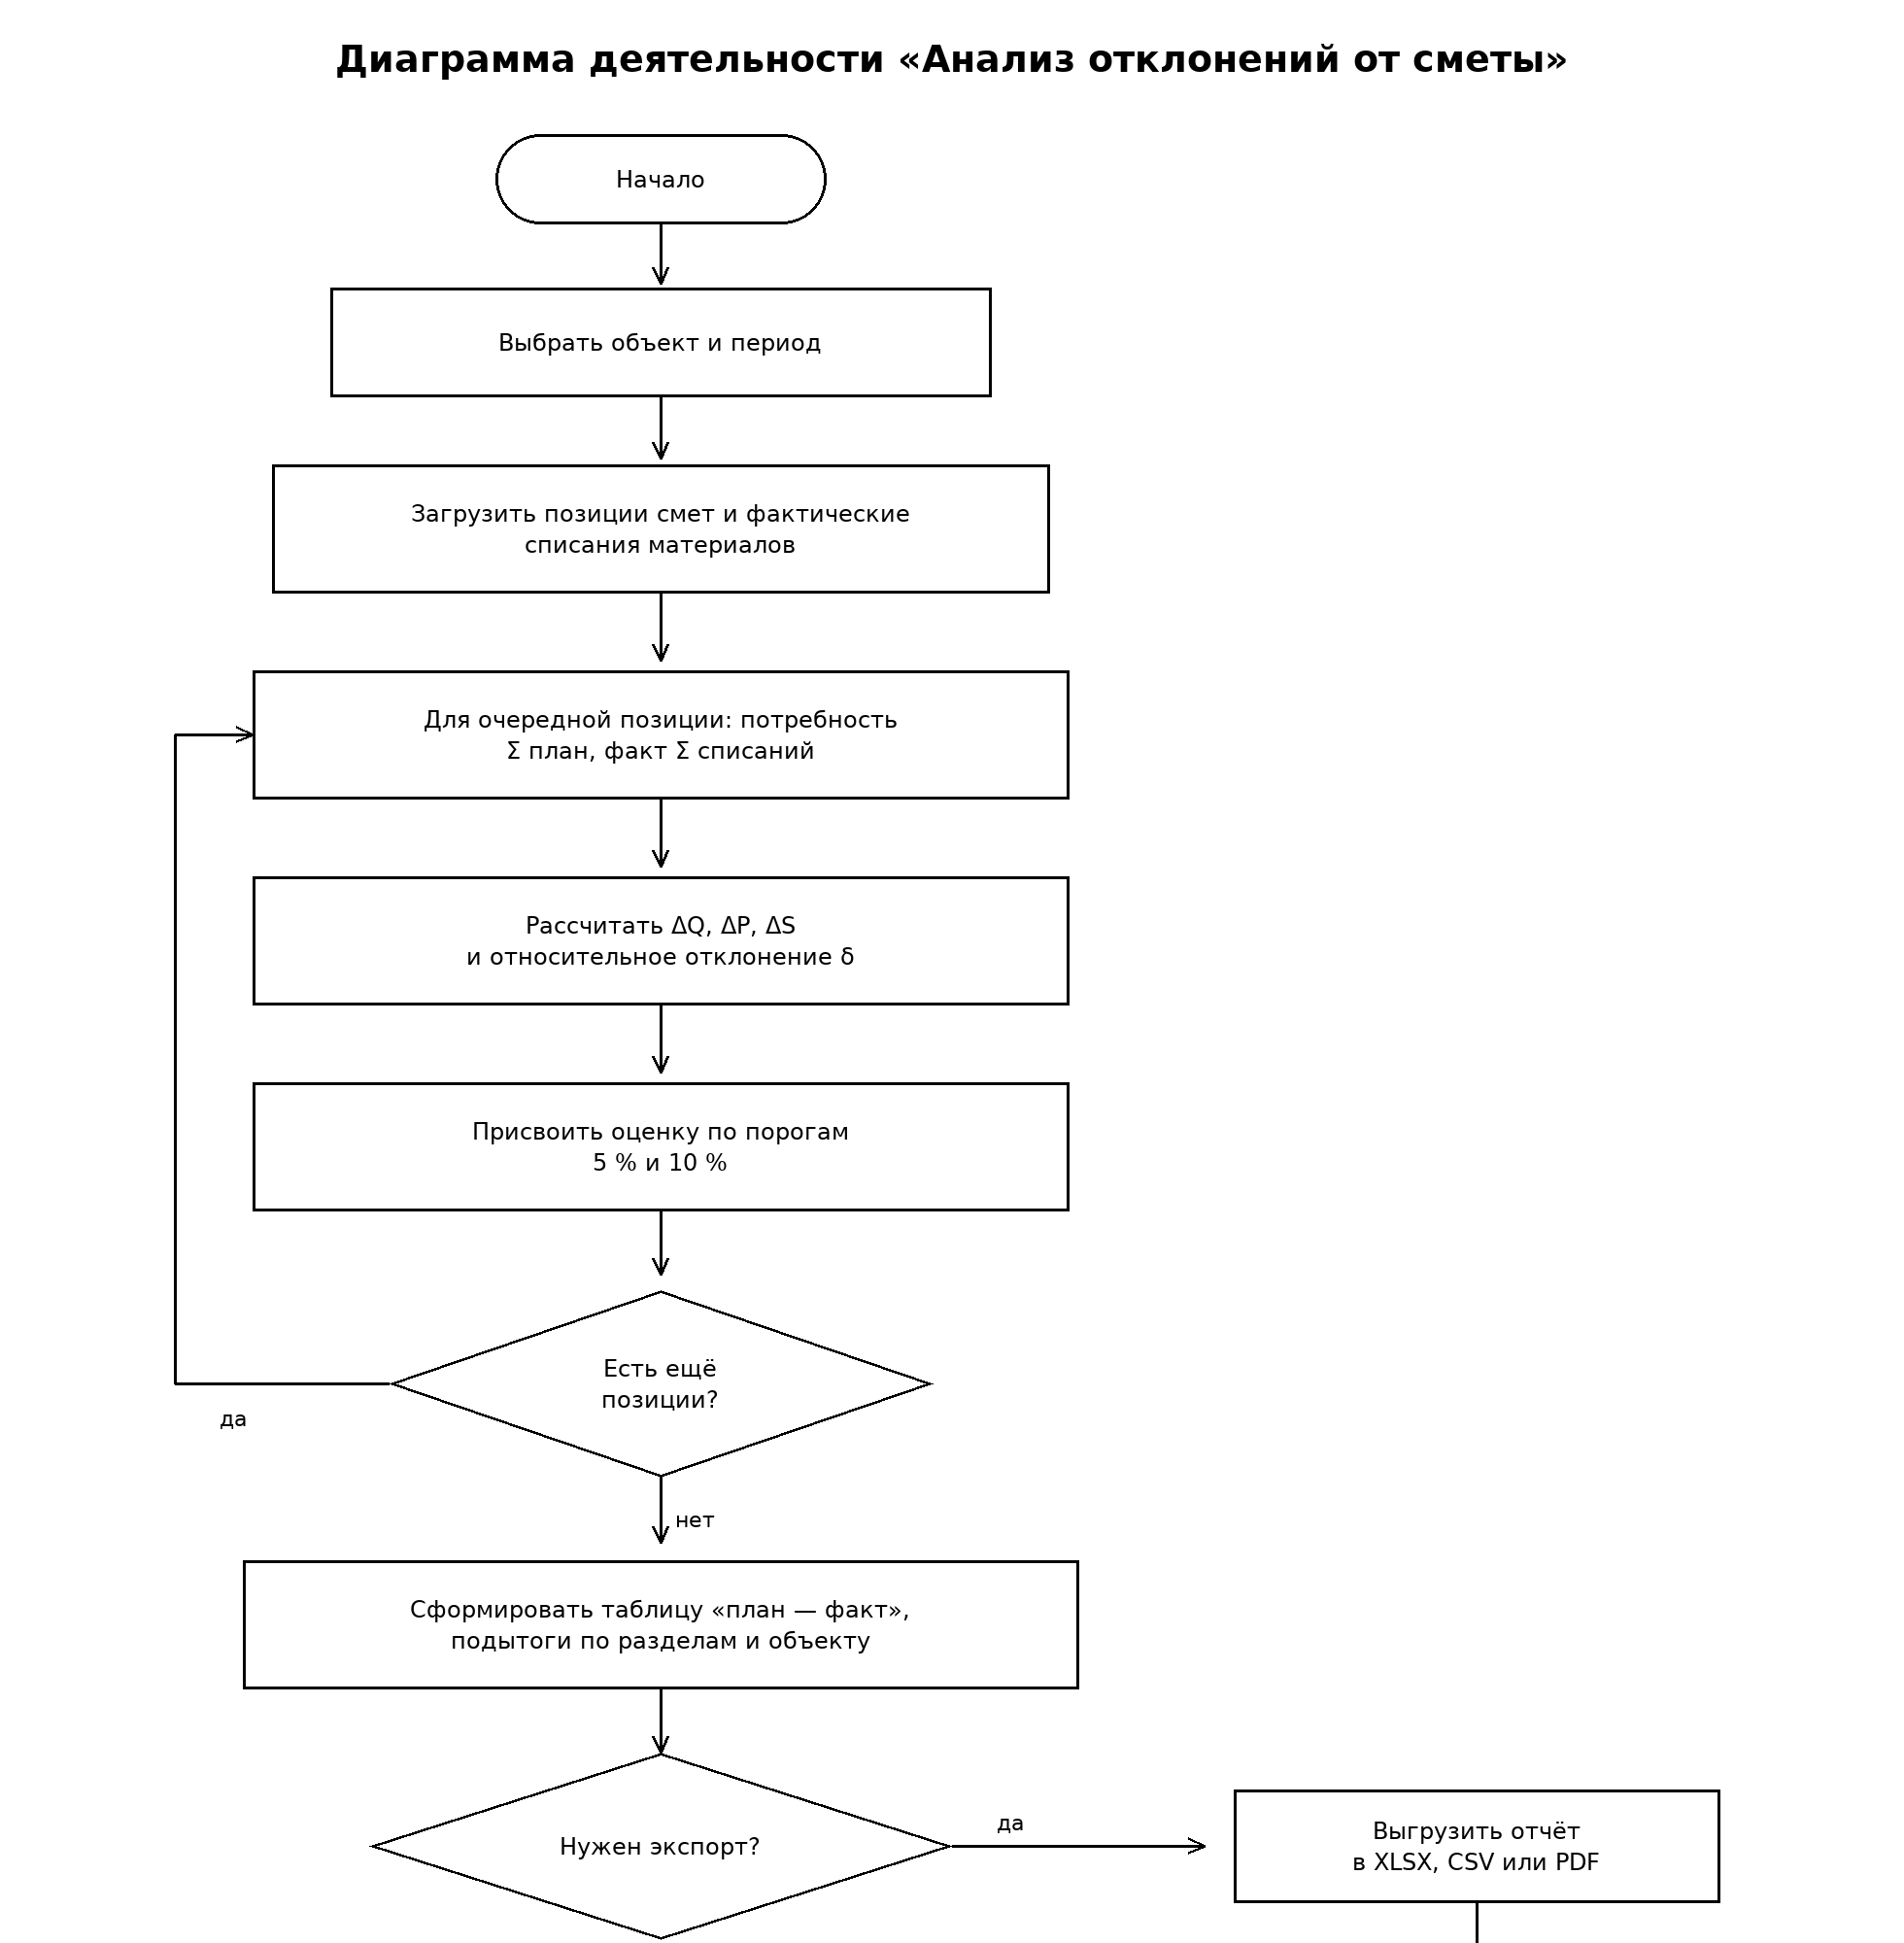 Диаграмма деятельности «Анализ отклонений от сметы»
Начало
Выбрать объект и период
Загрузить позиции смет и фактические
списания материалов
Для очередной позиции: потребность
Σ план, факт Σ списаний
Рассчитать ΔQ, ΔP, ΔS
и относительное отклонение δ
Присвоить оценку по порогам
5 % и 10 %
Есть ещё
позиции?
да
нет
Сформировать таблицу «план — факт»,
подытоги по разделам и объекту
Нужен экспорт?
да
Выгрузить отчёт
в XLSX, CSV или PDF